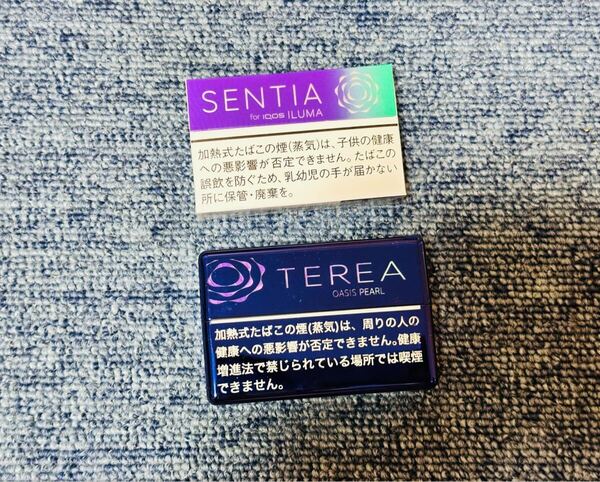 SENTIA
for IQOS ILUMA
加熱式たばこの煙(蒸気)は、子供の健康
への悪影響が否定できません。たばこの
誤飲を防ぐため、乳幼児の手が届かない
所に保管・廃棄を。
TEREA
OASIS PEARL
加熱式たばこの煙(蒸気)は、周りの人の
健康への悪影響が否定できません。健康
増進法で禁じられている場所では喫煙
できません。